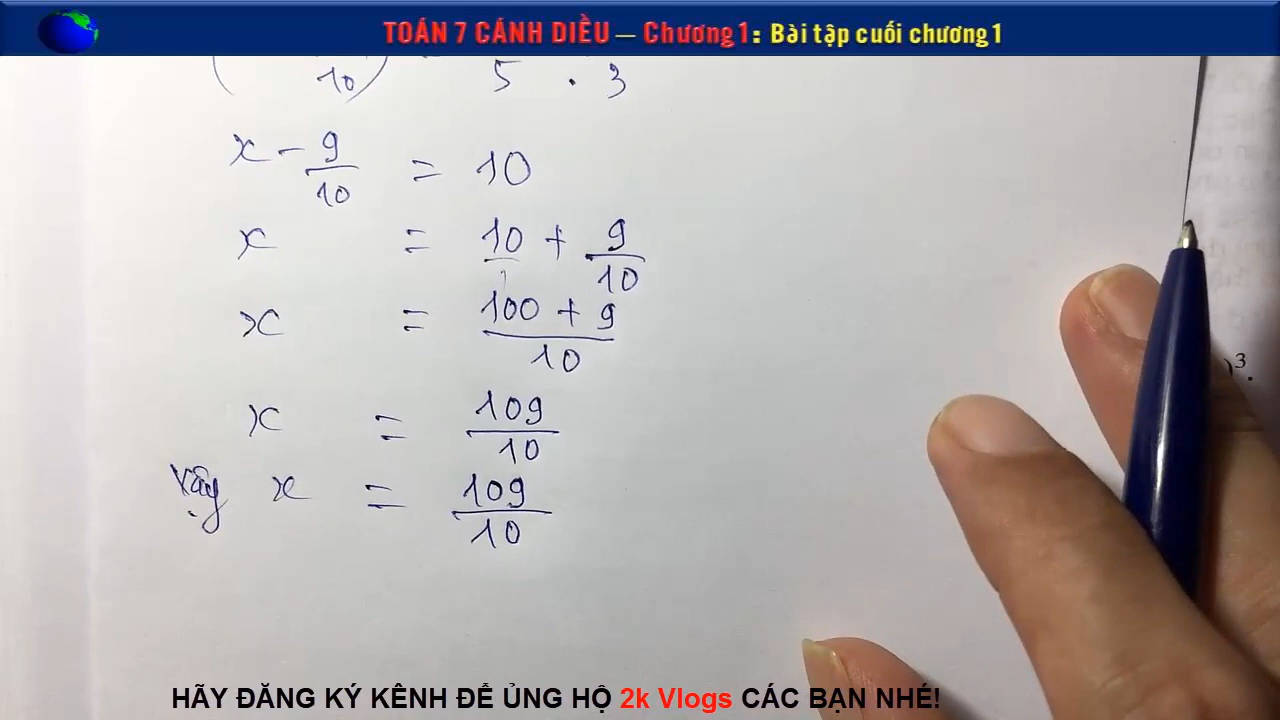 TOÁN 7 CÁNH DIỀU — Chương 1: Bài tập cuối chương 1
10 5 . 3
x - 9/10 = 10
x = 10/1 + 9/10
x = (100 + 9)/10
x = 109/10
Vậy x = 109/10
)³.
HÃY ĐĂNG KÝ KÊNH ĐỂ ỦNG HỘ 2k Vlogs CÁC BẠN NHÉ!